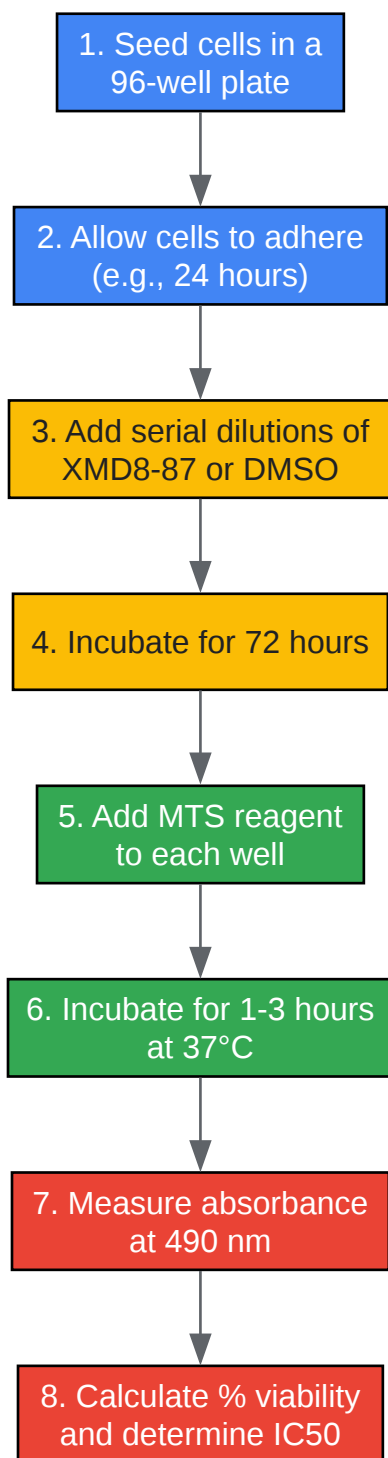 1. Seed cells in a
96-well plate
2. Allow cells to adhere
(e.g., 24 hours)
3. Add serial dilutions of
XMD8-87 or DMSO
4. Incubate for 72 hours
5. Add MTS reagent
to each well
6. Incubate for 1-3 hours
at 37°C
7. Measure absorbance
at 490 nm
8. Calculate % viability
and determine IC50